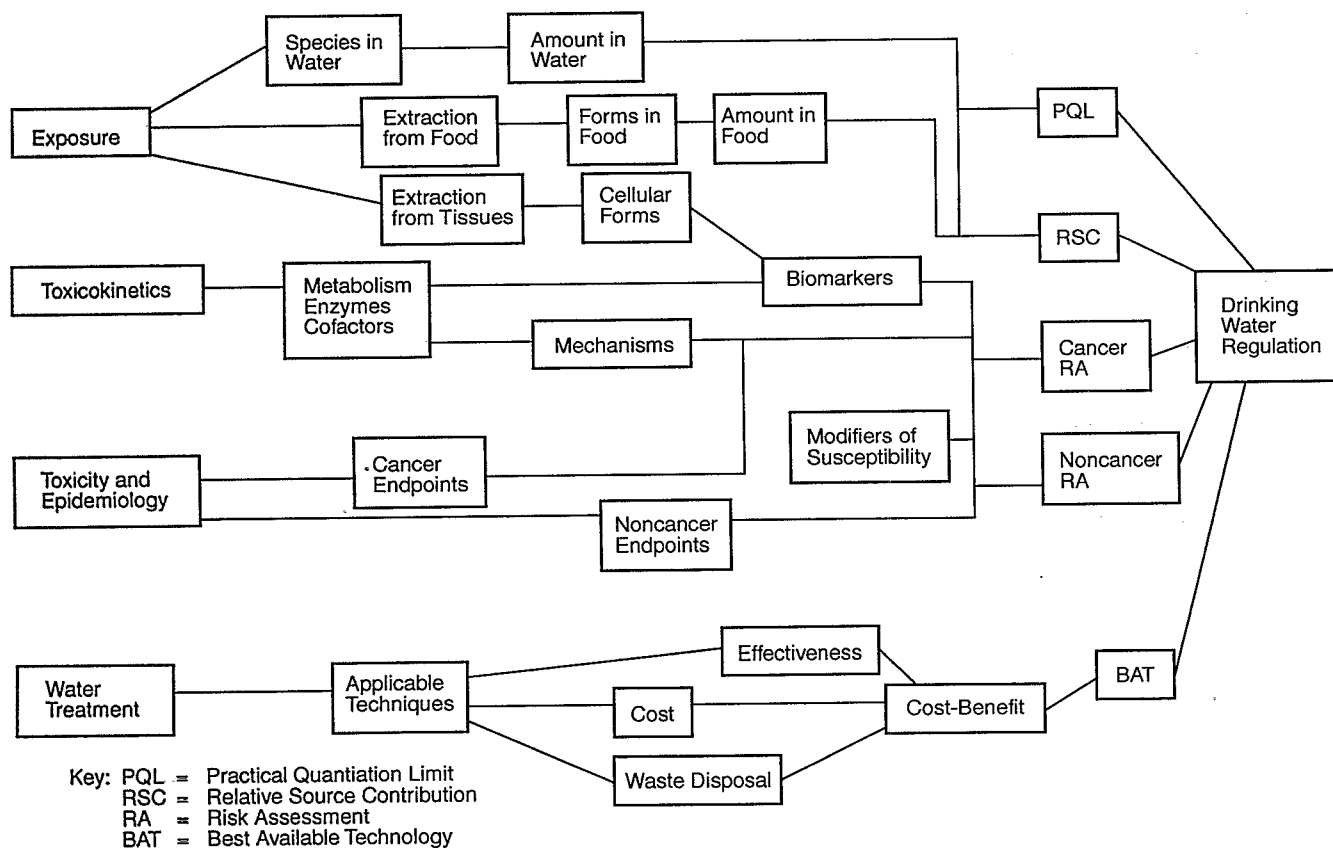 Species in
Water
Amount in
Water
Exposure
Extraction
from Food
Forms in
Food
Amount in
Food
PQL
Extraction
from Tissues
Cellular
Forms
RSC
Toxicokinetics
Metabolism
Enzymes
Cofactors
Biomarkers
Drinking
Water
Regulation
Mechanisms
Cancer
RA
Modifiers of
Susceptibility
Noncancer
RA
Toxicity and
Epidemiology
Cancer
Endpoints
Noncancer
Endpoints
Water
Treatment
Applicable
Techniques
Effectiveness
Cost
Waste Disposal
Cost-Benefit
BAT
Key: PQL = Practical Quantiation Limit
RSC = Relative Source Contribution
RA = Risk Assessment
BAT = Best Available Technology